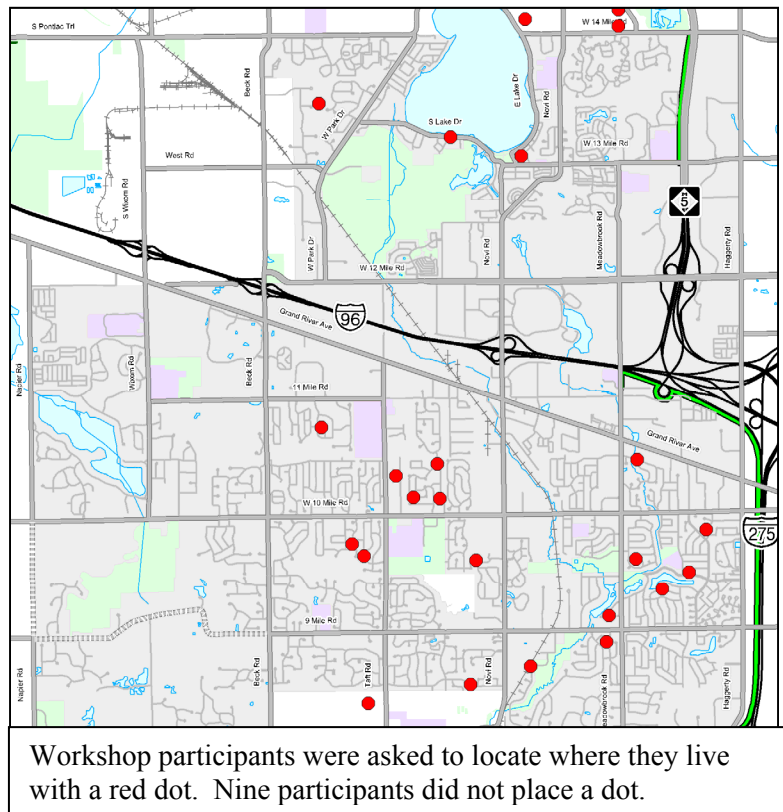 S Pontiac Trl
W 14 Mile Rd
Beck Rd
W Park Dr
S Lake Dr
E Lake Dr
Novi Rd
W 13 Mile Rd
West Rd
S Wixom Rd
5
W Park Dr
W 12 Mile Rd
Novi Rd
Meadowbrook Rd
Haggerty Rd
96
Grand River Ave
Napier Rd
Wixom Rd
Beck Rd
11 Mile Rd
Grand River Ave
W 10 Mile Rd
275
9 Mile Rd
Napier Rd
Beck Rd
Taft Rd
Novi Rd
eadowbrook Rd
Haggerty Rd
Workshop participants were asked to locate where they live
with a red dot. Nine participants did not place a dot.